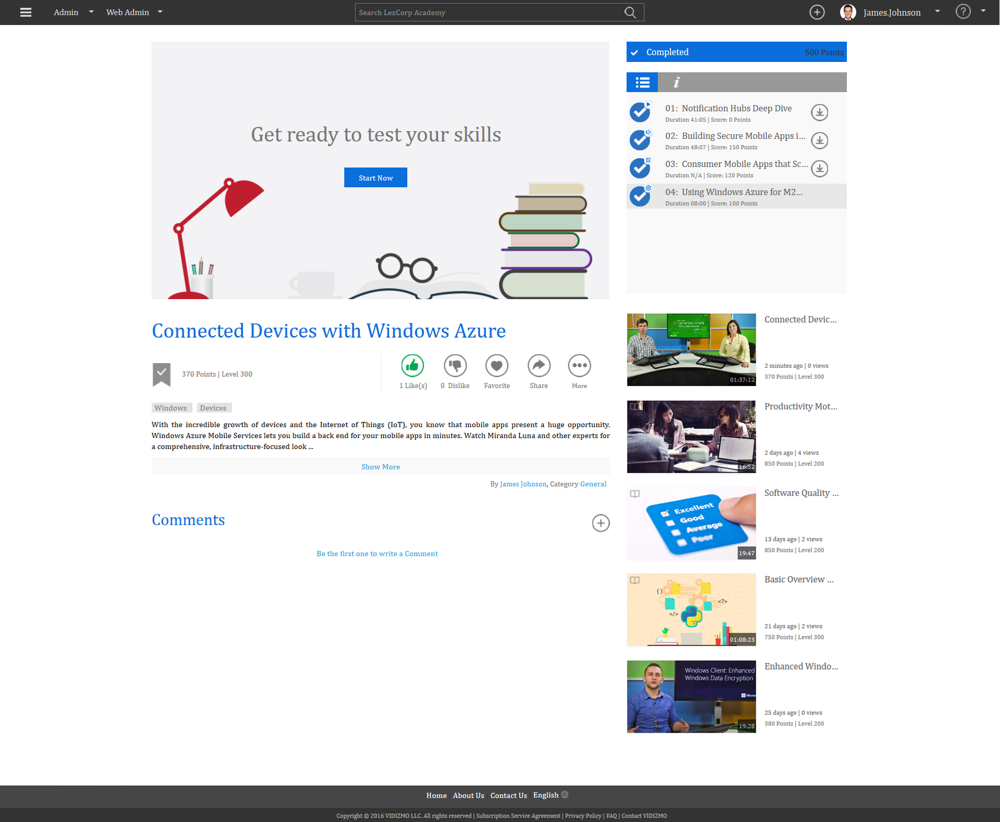 Admin
Web Admin
Search LexCorp Academy
James.Johnson
?
Get ready to test your skills
Start Now
Completed
500 Points
i
01: Notification Hubs Deep Dive
Duration 41:05 | Score: 0 Points
02: Building Secure Mobile Apps i...
Duration 48:07 | Score: 150 Points
03: Consumer Mobile Apps that Sc...
Duration N/A | Score: 120 Points
04: Using Windows Azure for M2...
Duration 08:00 | Score: 100 Points
Connected Devices with Windows Azure
370 Points | Level 300
1 Like(s)
0 Dislike
Favorite
Share
More
Windows
Devices
With the incredible growth of devices and the Internet of Things (IoT), you know that mobile apps present a huge opportunity.
Windows Azure Mobile Services lets you build a back end for your mobile apps in minutes. Watch Miranda Luna and other experts for
a comprehensive, infrastructure-focused look ...
Show More
By James Johnson, Category General
Comments
Be the first one to write a Comment
Connected Devices with
Windows Azure
01:37:12
Connected Devic...
2 minutes ago | 0 views
370 Points | Level 300
16:52
Productivity Mot...
2 days ago | 4 views
850 Points | Level 200
Excellent
Good
Average
Poor
19:47
Software Quality ...
13 days ago | 2 views
850 Points | Level 200
{ }
<?>
</>
01:08:23
Basic Overview ...
21 days ago | 2 views
750 Points | Level 300
Windows Client: Enhanced
Windows Data Encryption
Micros
19:28
Enhanced Windo...
25 days ago | 0 views
380 Points | Level 200
Home | About Us | Contact Us | English
Copyright © 2016 VIDIZMO LLC. All rights reserved | Subscription Service Agreement | Privacy Policy | FAQ | Contact VIDIZMO